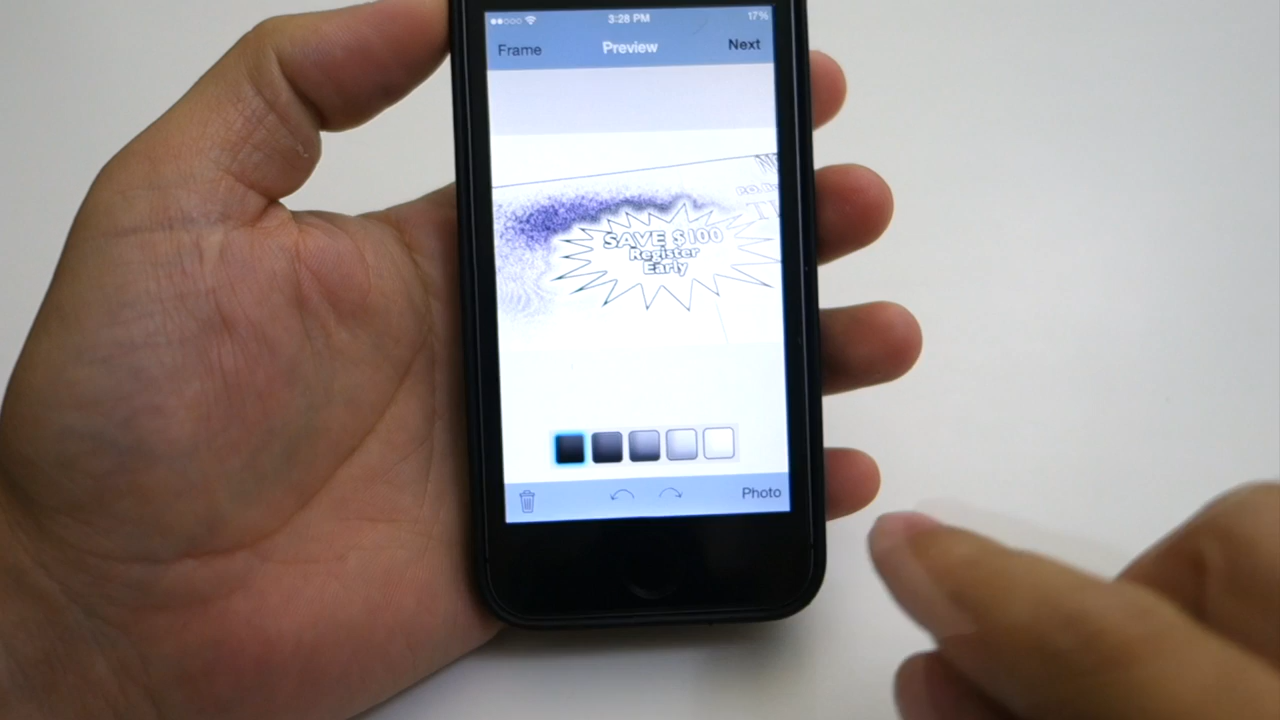 3:28 PM
17%
Frame
Preview
Next
SAVE $100
Register
Early
Photo